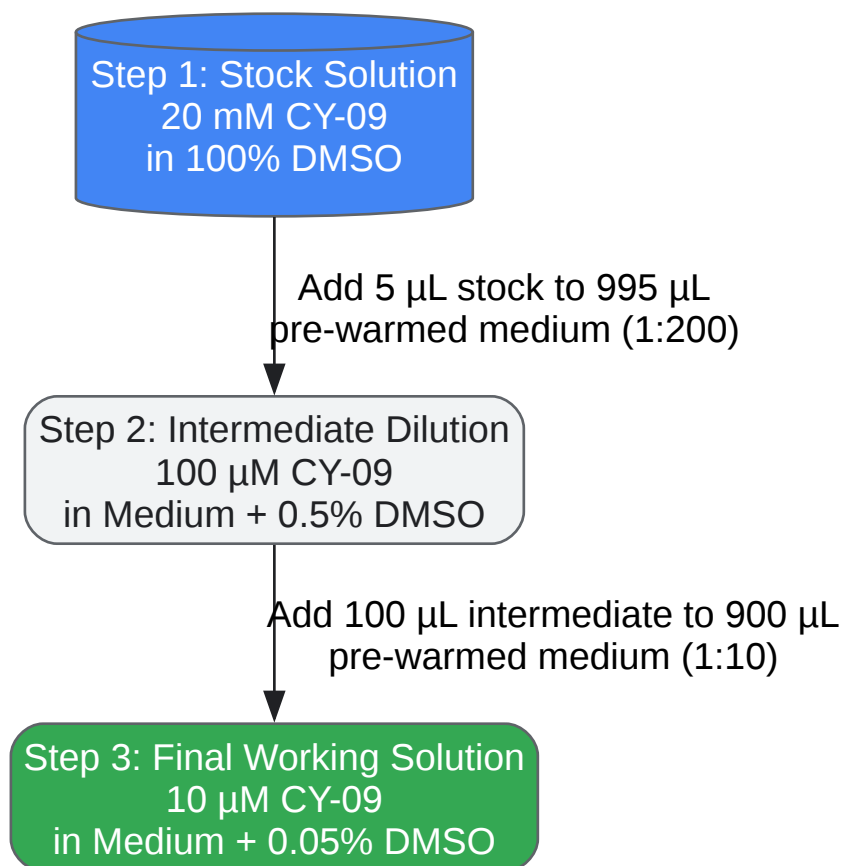 Step 1: Stock Solution
20 mM CY-09
in 100% DMSO
Add 5 µL stock to 995 µL
pre-warmed medium (1:200)
Step 2: Intermediate Dilution
100 µM CY-09
in Medium + 0.5% DMSO
Add 100 µL intermediate to 900 µL
pre-warmed medium (1:10)
Step 3: Final Working Solution
10 µM CY-09
in Medium + 0.05% DMSO